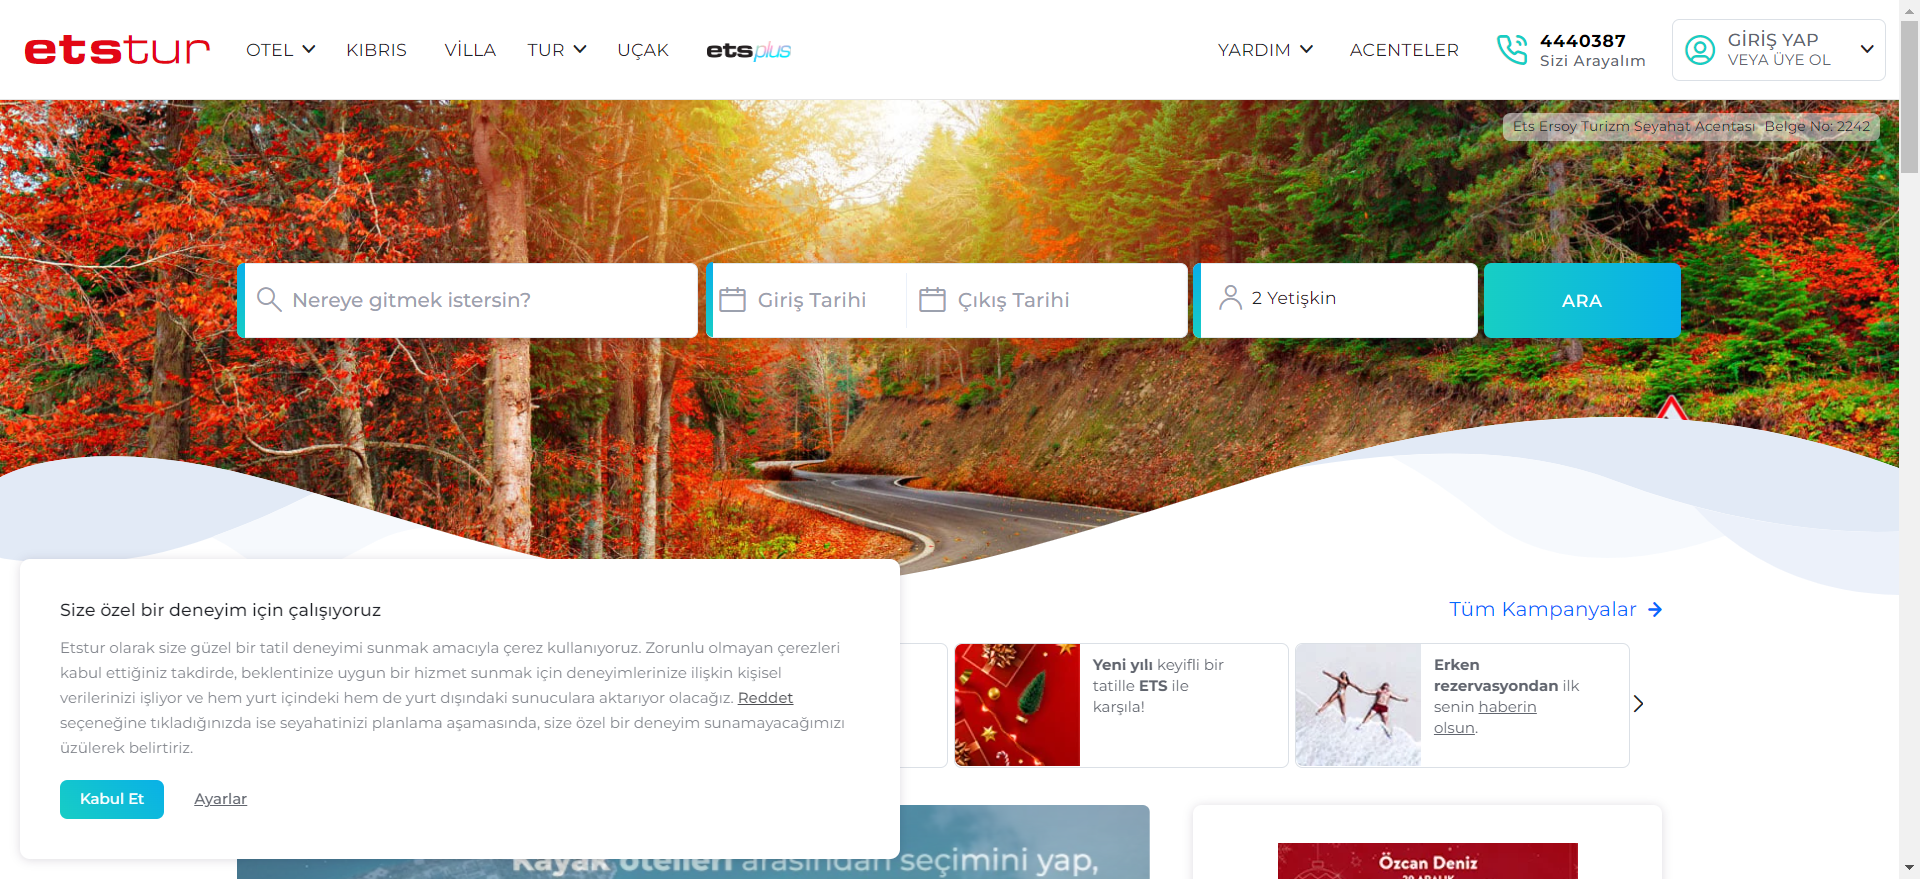 etstur
OTEL
KIBRIS
VİLLA
TUR
UÇAK
etsplus
YARDIM
ACENTELER
4440387
Sizi Arayalım
GİRİŞ YAP
VEYA ÜYE OL
Ets Ersoy Turizm Seyahat Acentası Belge No: 2242
Nereye gitmek istersin?
Giriş Tarihi
Çıkış Tarihi
2 Yetişkin
ARA
Tüm Kampanyalar
Yeni yılı keyifli bir
tatille ETS ile
karşıla!
Erken
rezervasyondan ilk
senin haberin
olsun.
Size özel bir deneyim için çalışıyoruz
Etstur olarak size güzel bir tatil deneyimi sunmak amacıyla çerez kullanıyoruz. Zorunlu olmayan çerezleri
kabul ettiğiniz takdirde, beklentinize uygun bir hizmet sunmak için deneyimlerinize ilişkin kişisel
verilerinizi işliyor ve hem yurt içindeki hem de yurt dışındaki sunuculara aktarıyor olacağız. Reddet
seçeneğine tıkladığınızda ise seyahatinizi planlama aşamasında, size özel bir deneyim sunamayacağımızı
üzülerek belirtiriz.
Kabul Et
Ayarlar
Kayak otelleri arasından seçimini yap,
Özcan Deniz
29 ARALIK